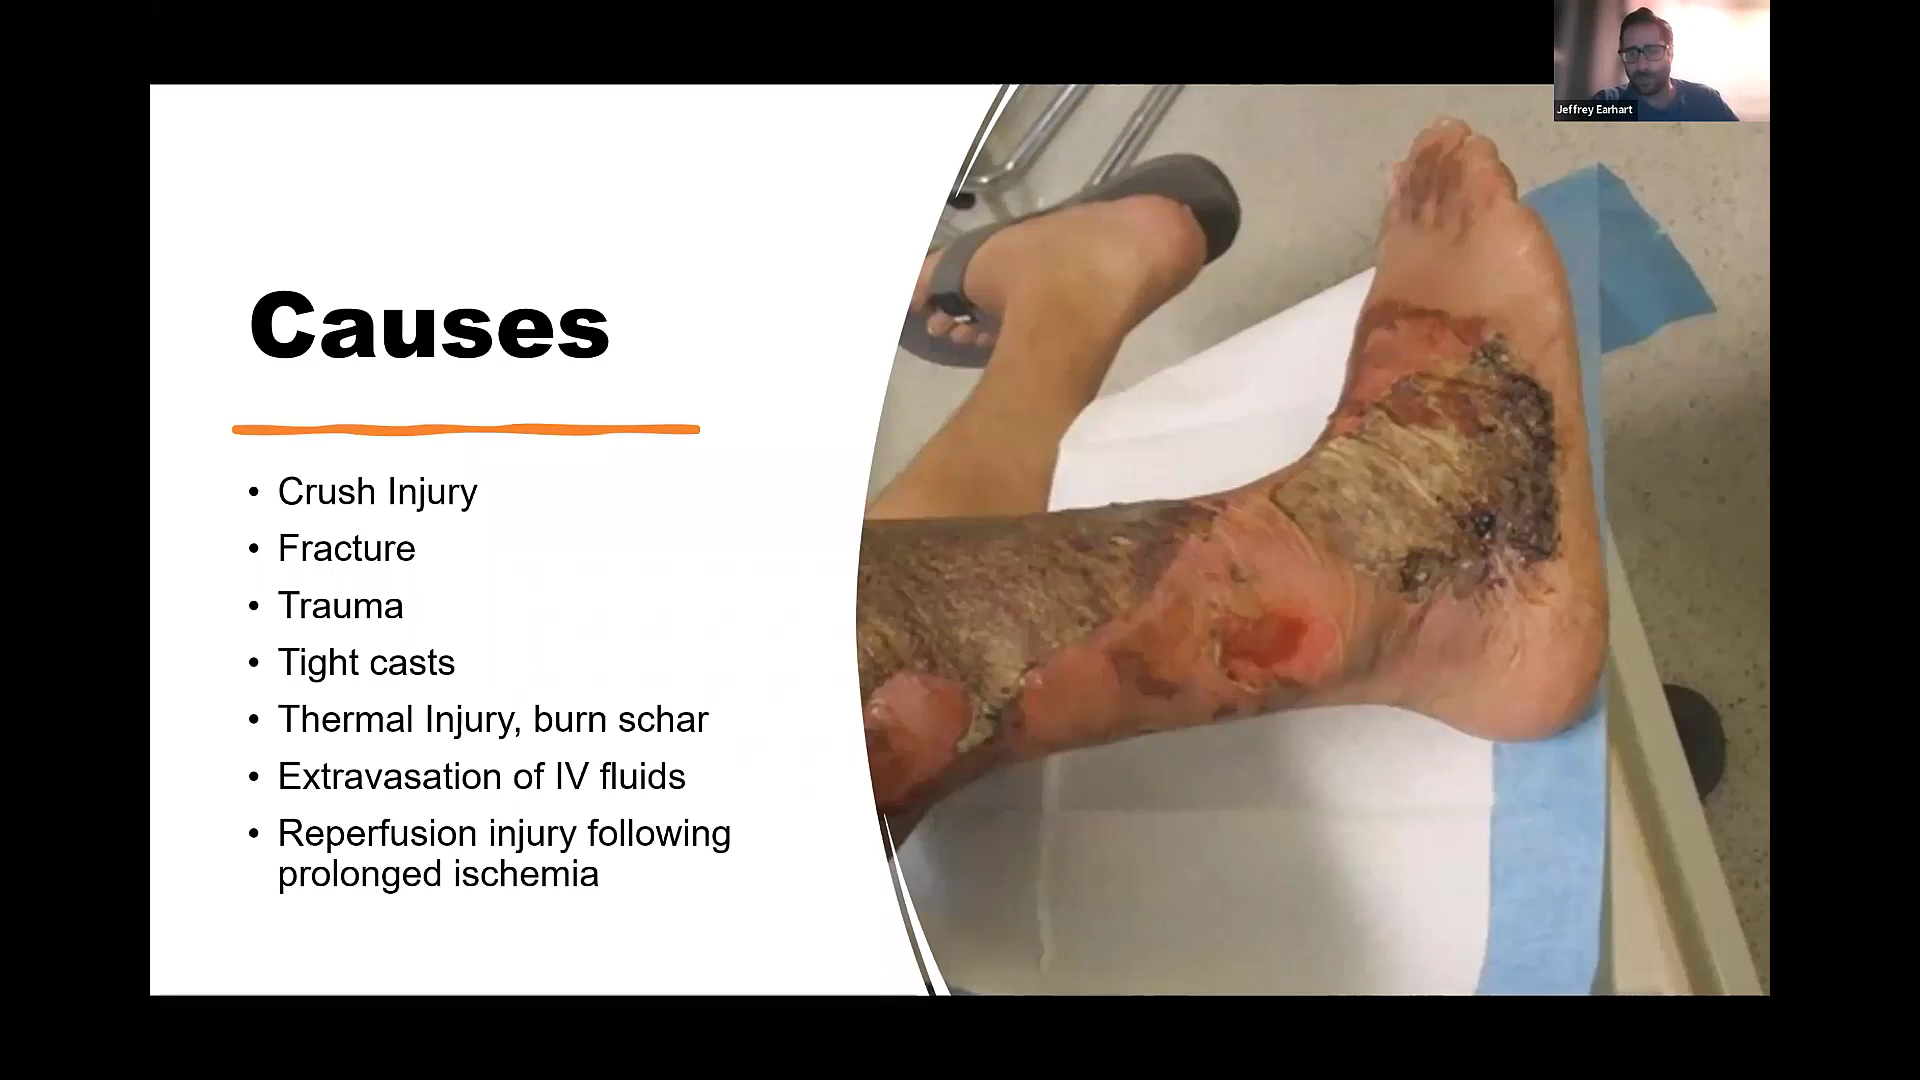 Jeffrey Earhart
Causes
• Crush Injury
• Fracture
• Trauma
• Tight casts
• Thermal Injury, burn schar
• Extravasation of IV fluids
• Reperfusion injury following
prolonged ischemia